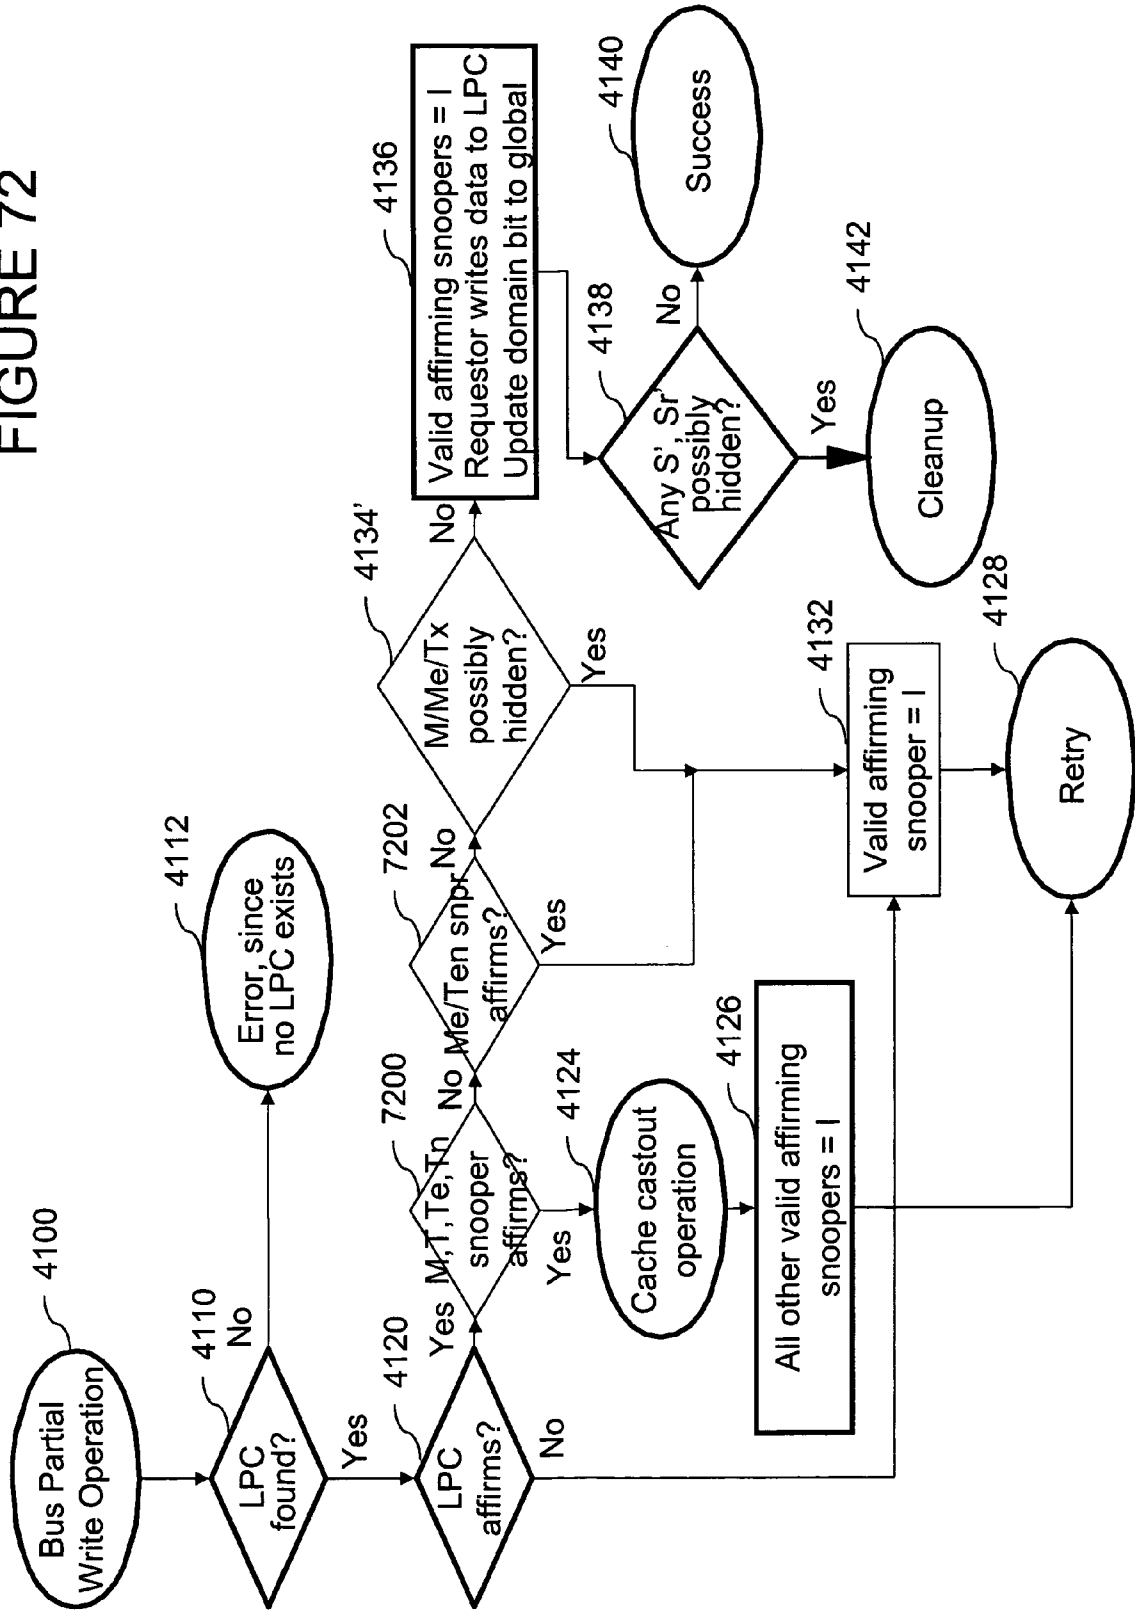 FIGURE 72
Bus Partial
Write Operation
4100
LPC
found?
4110
No
Error, since
no LPC exists
4112
Yes
LPC
affirms?
4120
Yes
No
M,T,Te,Tn
snooper
affirms?
7200
No
Yes
Cache castout
operation
4124
All other valid affirming
snoopers = I
4126
Me/Ten snpr
affirms?
7202
No
Yes
M/Me/Tx
possibly
hidden?
4134'
No
Yes
Valid affirming
snooper = I
4132
Retry
4128
Valid affirming snoopers = I
Requestor writes data to LPC
Update domain bit to global
4136
Any S', Sr'
possibly
hidden?
4138
No
Success
4140
Yes
Cleanup
4142